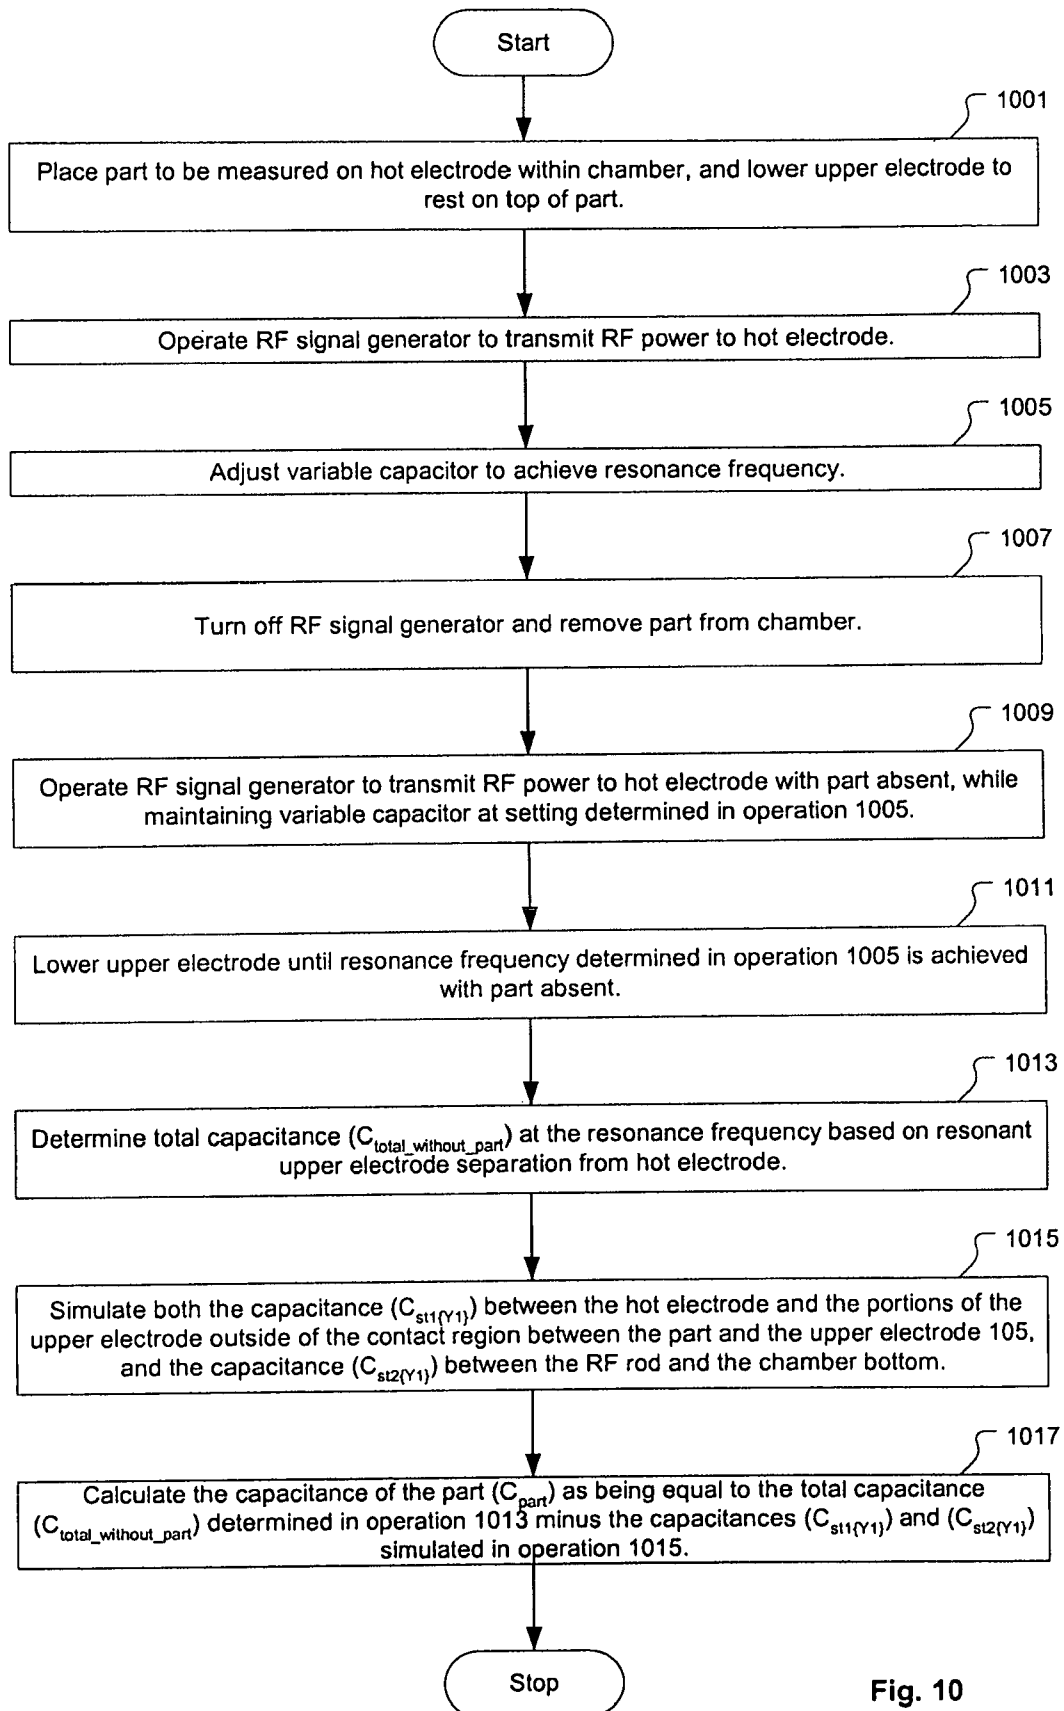 Start
1001
Place part to be measured on hot electrode within chamber, and lower upper electrode to
rest on top of part.
1003
Operate RF signal generator to transmit RF power to hot electrode.
1005
Adjust variable capacitor to achieve resonance frequency.
1007
Turn off RF signal generator and remove part from chamber.
1009
Operate RF signal generator to transmit RF power to hot electrode with part absent, while
maintaining variable capacitor at setting determined in operation 1005.
1011
Lower upper electrode until resonance frequency determined in operation 1005 is achieved
with part absent.
1013
Determine total capacitance (C_total_without_part) at the resonance frequency based on resonant
upper electrode separation from hot electrode.
1015
Simulate both the capacitance (C_st1{Y1}) between the hot electrode and the portions of the
upper electrode outside of the contact region between the part and the upper electrode 105,
and the capacitance (C_st2{Y1}) between the RF rod and the chamber bottom.
1017
Calculate the capacitance of the part (C_part) as being equal to the total capacitance
(C_total_without_part) determined in operation 1013 minus the capacitances (C_st1{Y1}) and (C_st2{Y1})
simulated in operation 1015.
Stop
Fig. 10